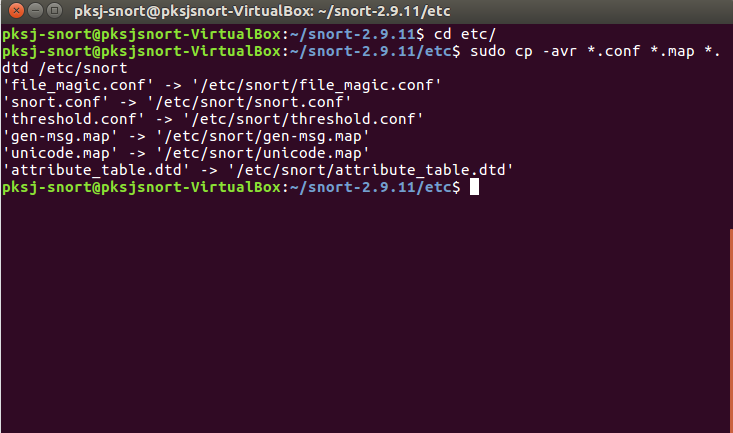 pksj-snort@pksjsnort-VirtualBox: ~/snort-2.9.11/etc
pksj-snort@pksjsnort-VirtualBox:~/snort-2.9.11$ cd etc/
pksj-snort@pksjsnort-VirtualBox:~/snort-2.9.11/etc$ sudo cp -avr *.conf *.map *.
dtd /etc/snort
'file_magic.conf' -> '/etc/snort/file_magic.conf'
'snort.conf' -> '/etc/snort/snort.conf'
'threshold.conf' -> '/etc/snort/threshold.conf'
'gen-msg.map' -> '/etc/snort/gen-msg.map'
'unicode.map' -> '/etc/snort/unicode.map'
'attribute_table.dtd' -> '/etc/snort/attribute_table.dtd'
pksj-snort@pksjsnort-VirtualBox:~/snort-2.9.11/etc$